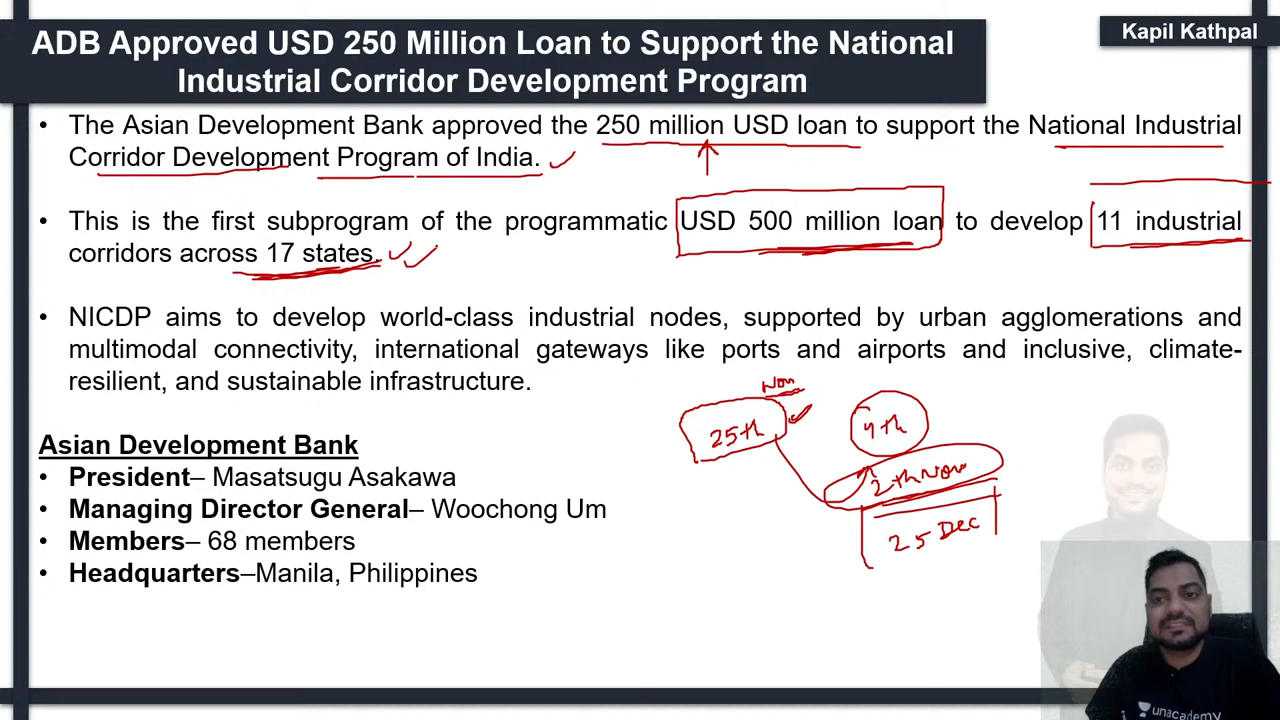 ADB Approved USD 250 Million Loan to Support the National
Industrial Corridor Development Program
Kapil Kathpal
• The Asian Development Bank approved the 250 million USD loan to support the National Industrial
Corridor Development Program of India.
• This is the first subprogram of the programmatic USD 500 million loan to develop 11 industrial
corridors across 17 states.
• NICDP aims to develop world-class industrial nodes, supported by urban agglomerations and
multimodal connectivity, international gateways like ports and airports and inclusive, climate-
resilient, and sustainable infrastructure.
Nov
25th
9th
2th Nov
25 Dec
Asian Development Bank
• President– Masatsugu Asakawa
• Managing Director General– Woochong Um
• Members– 68 members
• Headquarters–Manila, Philippines
unacademy